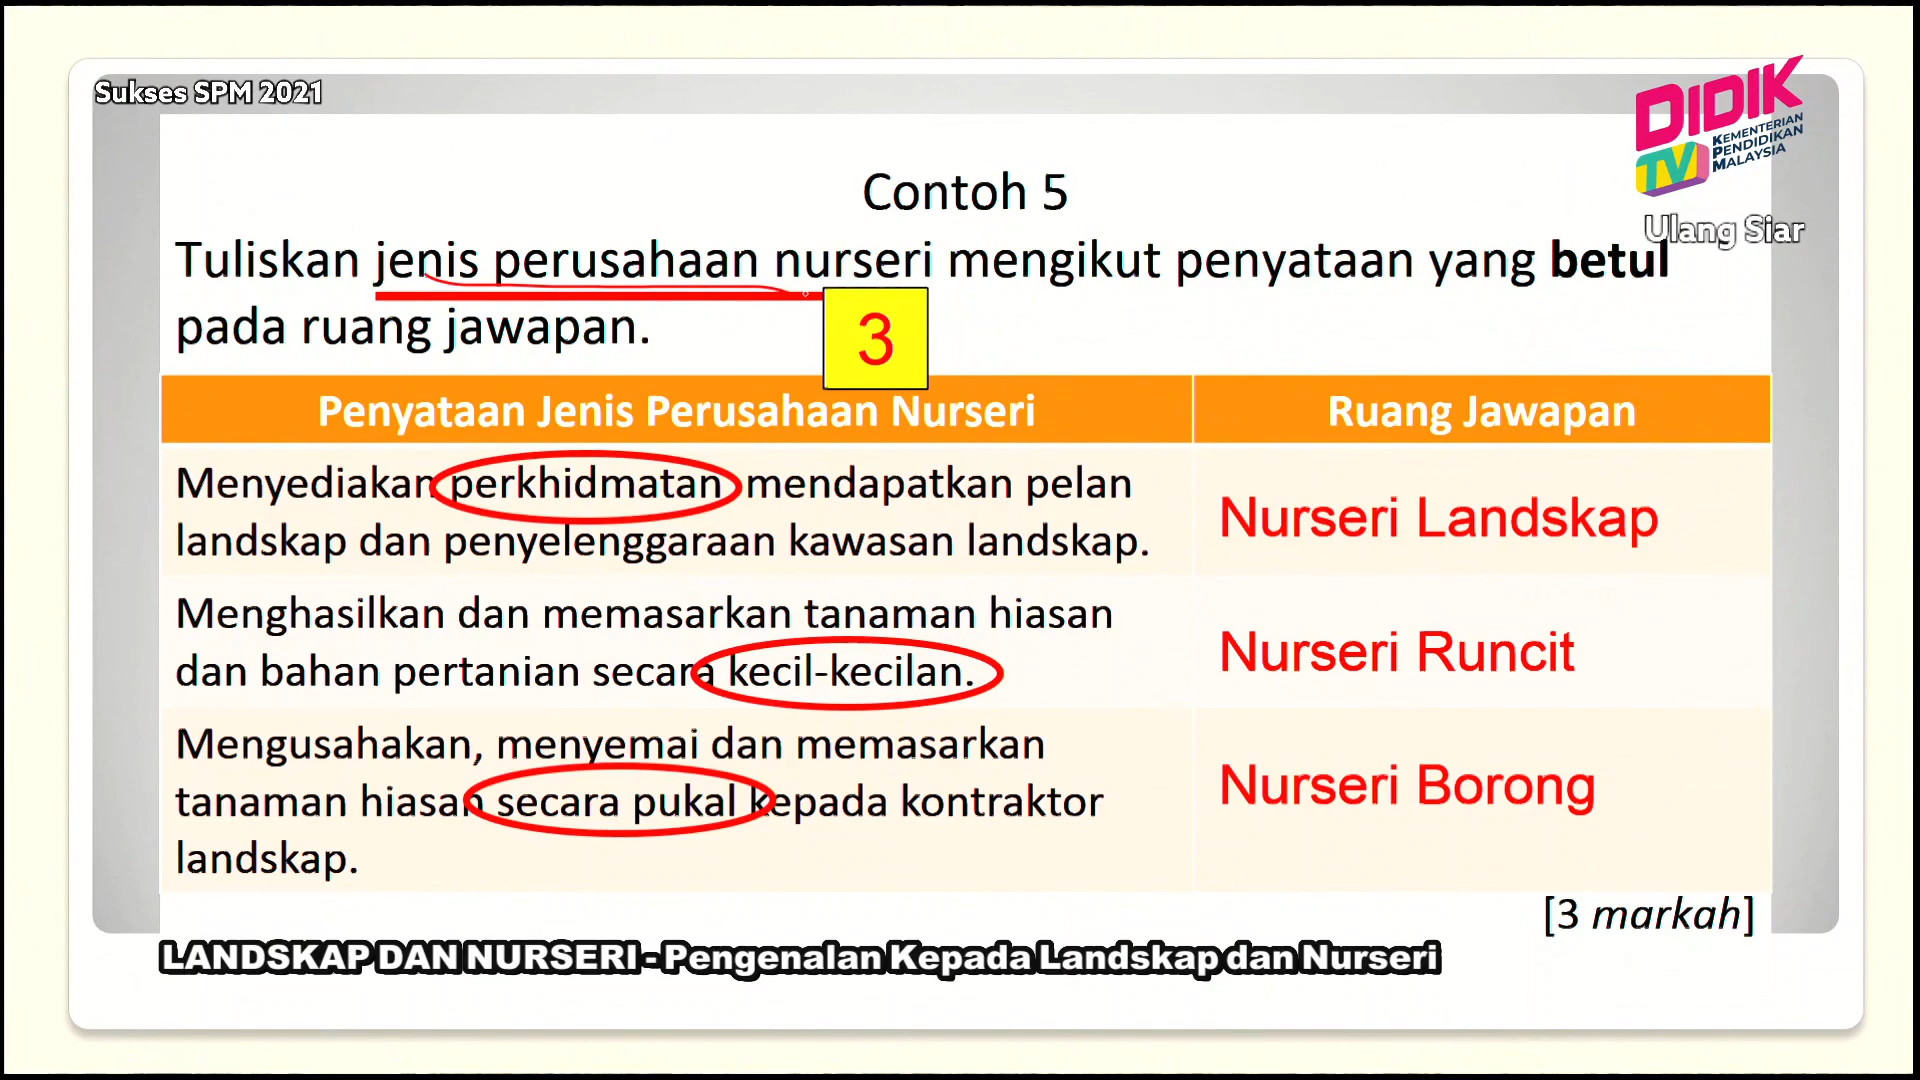 Sukses SPM 2021
DIDIK
TV
KEMENTERIAN
PENDIDIKAN
MALAYSIA
Ulang Siar
Contoh 5
Tuliskan jenis perusahaan nurseri mengikut penyataan yang betul
pada ruang jawapan.
3
Penyataan Jenis Perusahaan Nurseri
Ruang Jawapan
Menyediakan perkhidmatan mendapatkan pelan
landskap dan penyelenggaraan kawasan landskap.
Nurseri Landskap
Menghasilkan dan memasarkan tanaman hiasan
dan bahan pertanian secara kecil-kecilan.
Nurseri Runcit
Mengusahakan, menyemai dan memasarkan
tanaman hiasan secara pukal kepada kontraktor
landskap.
Nurseri Borong
[3 markah]
LANDSKAP DAN NURSERI - Pengenalan Kepada Landskap dan Nurseri